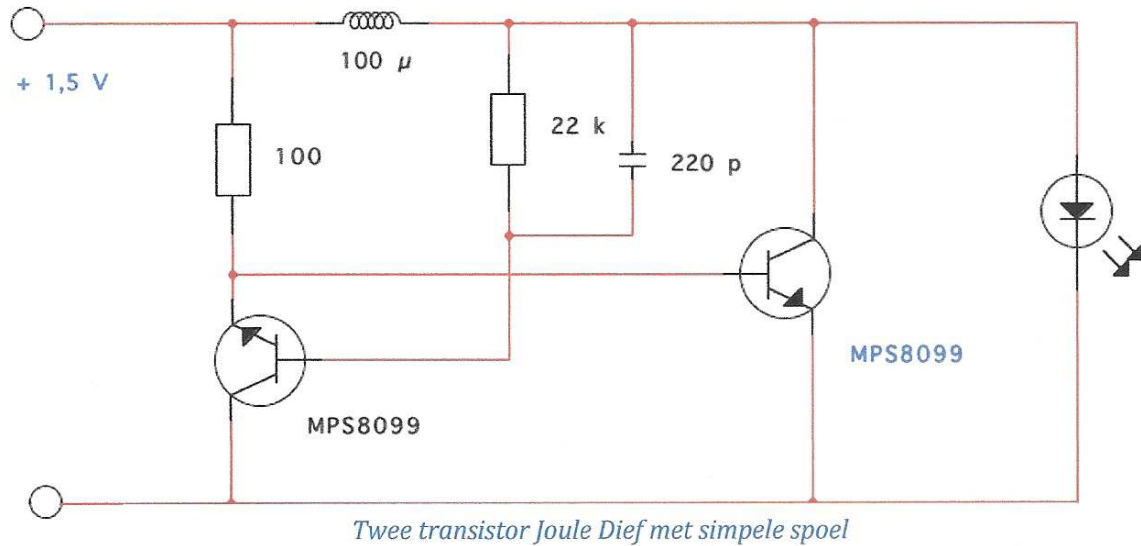 + 1,5 V
100 µ
100
22 k
220 p
MPS8099
MPS8099
Twee transistor Joule Dief met simpele spoel